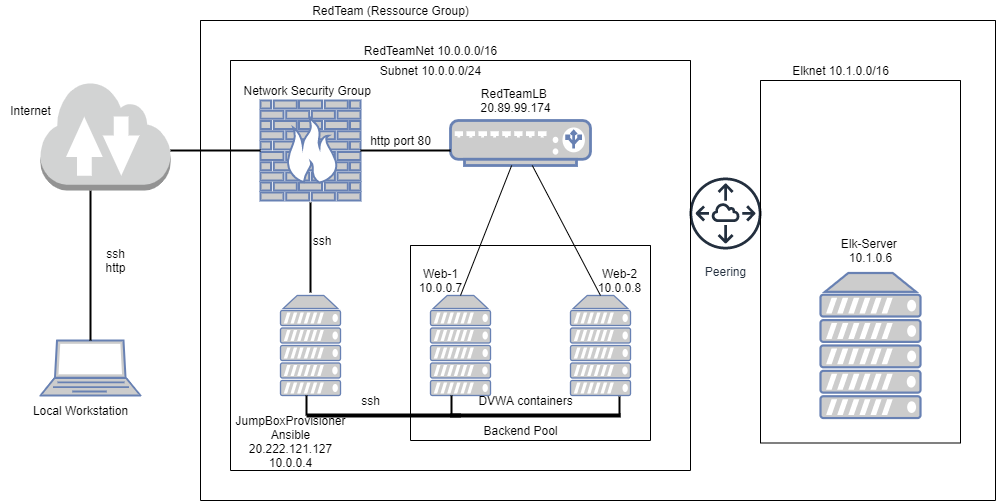 RedTeam (Ressource Group)
RedTeamNet 10.0.0.0/16
Subnet 10.0.0.0/24
Elknet 10.1.0.0/16
Network Security Group
RedTeamLB
20.89.99.174
Internet
http port 80
ssh
http
ssh
Web-1
10.0.0.7
Web-2
10.0.0.8
Peering
Elk-Server
10.1.0.6
Local Workstation
ssh
DVWA containers
JumpBoxProvisioner
Ansible
20.222.121.127
10.0.0.4
Backend Pool